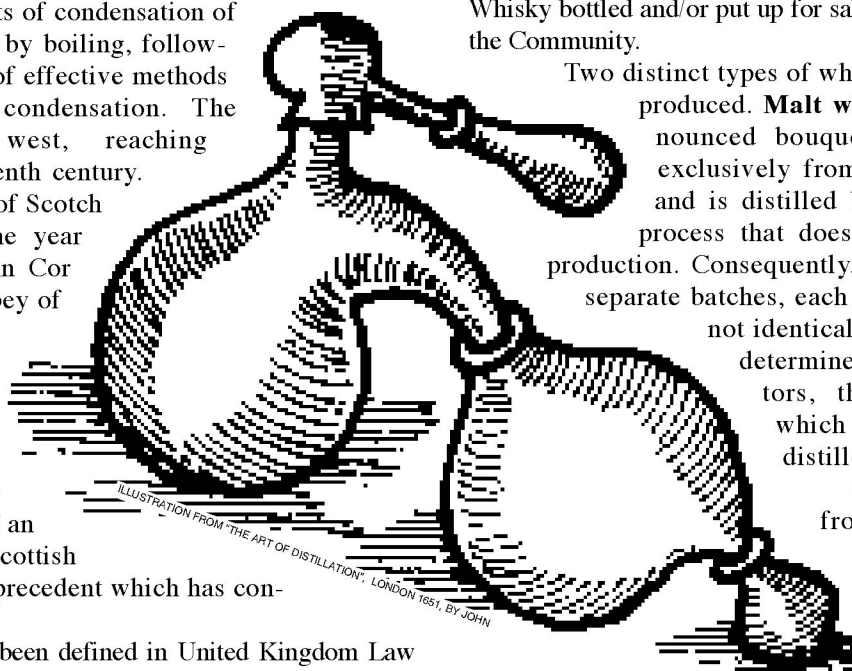 ts of condensation of
by boiling, follow-
of effective methods
condensation. The
west, reaching
enth century.
of Scotch
he year
n Cor
bey of
an
cottish
precedent which has con-
been defined in United Kingdom Law
ILLUSTRATION FROM "THE ART OF DISTILLATION", LONDON 1651, BY JOHN
Whisky bottled and/or put up for sa
the Community.
Two distinct types of wh
produced. Malt w
nounced bouqu
exclusively from
and is distilled
process that does
production. Consequently,
separate batches, each
not identical
determine
tors, th
which
distill
fro